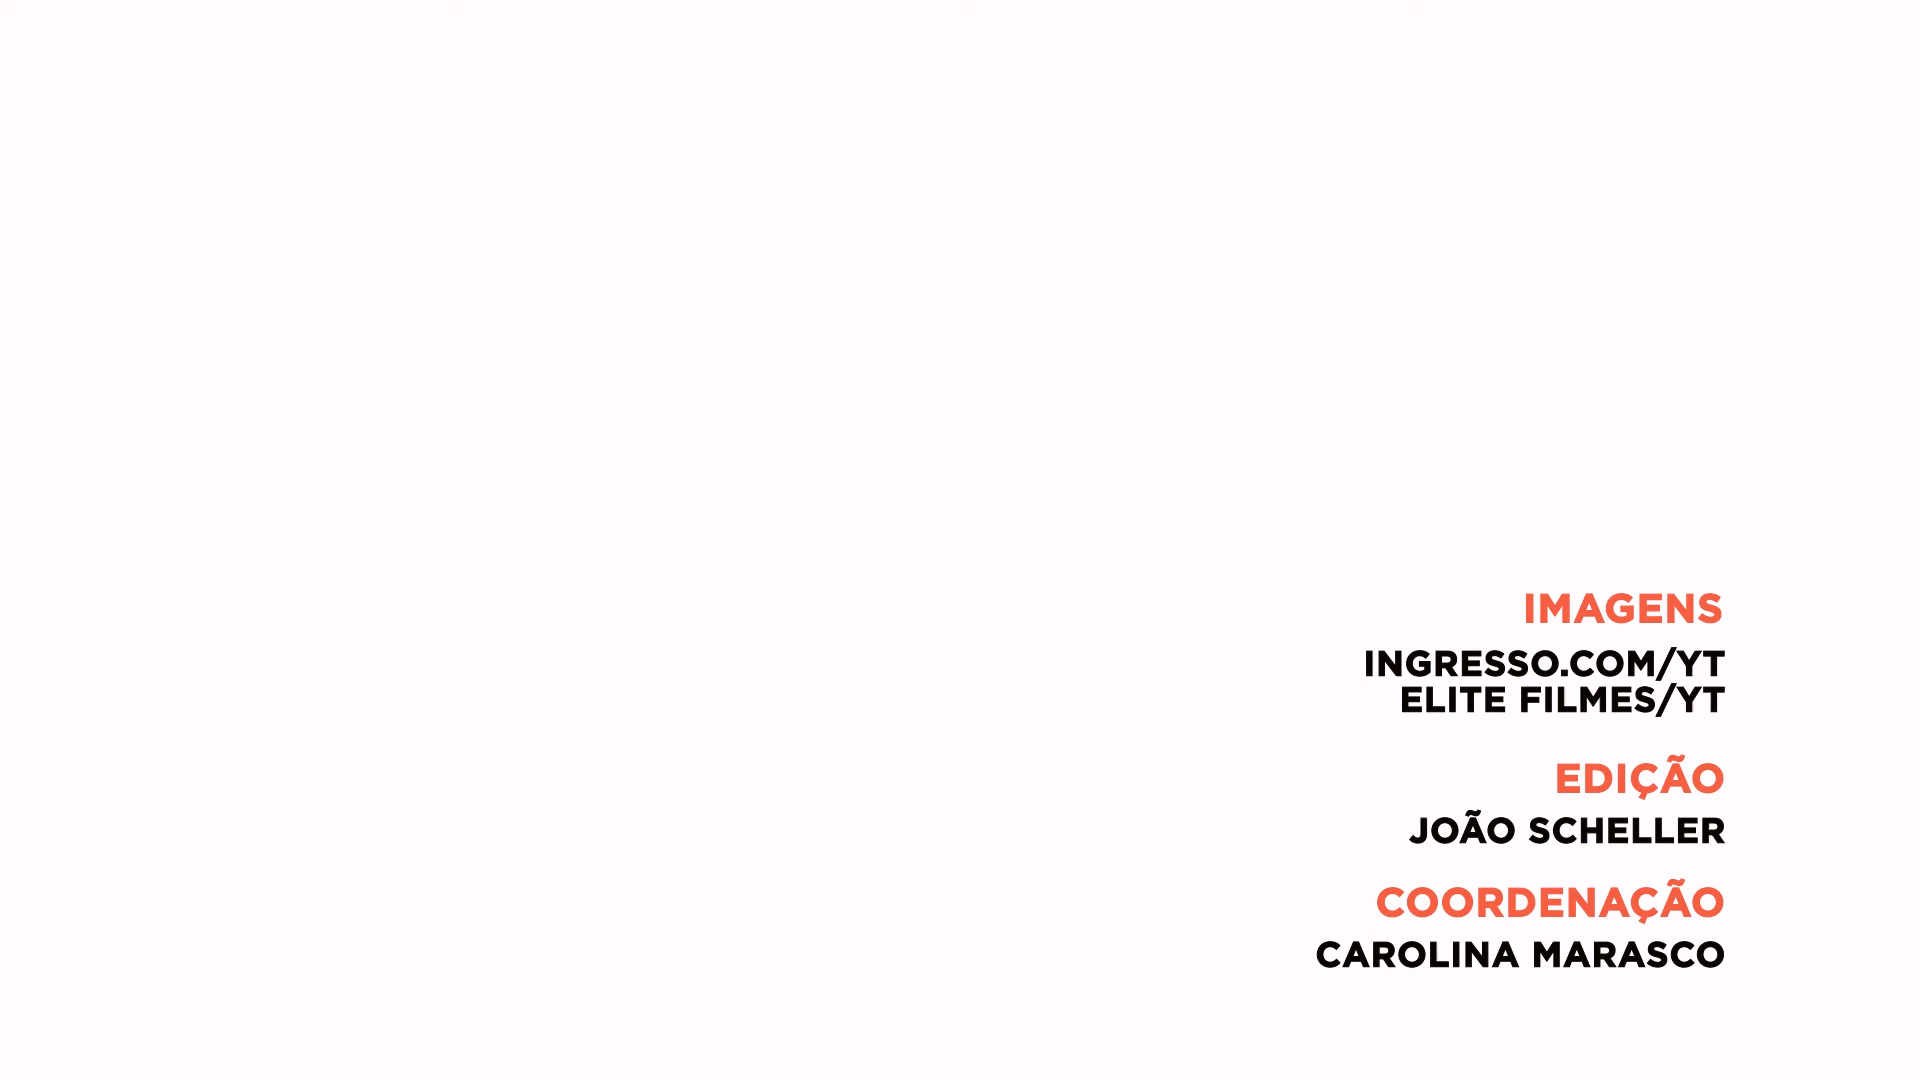 IMAGENS
INGRESSO.COM/YT
ELITE FILMES/YT
EDIÇÃO
JOÃO SCHELLER
COORDENAÇÃO
CAROLINA MARASCO